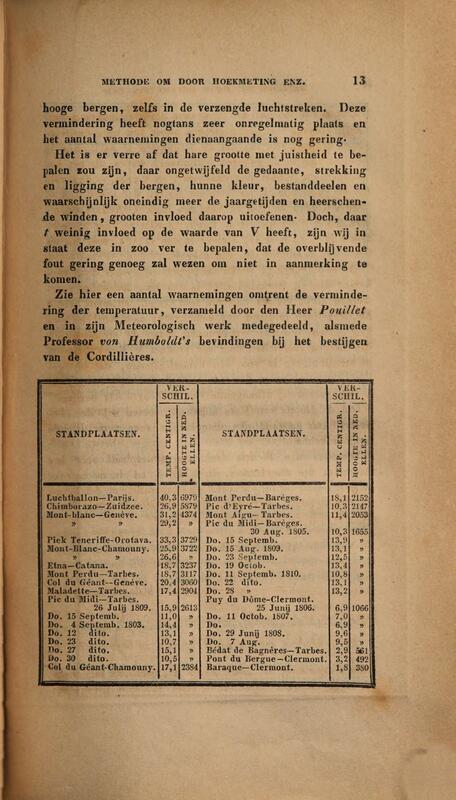 METHODE OM DOOR HOEKMETING ENZ. 13
hooge bergen, zelfs in de verzengde luchtstreken. Deze
vermindering heeft nogtans zeer onregelmatig plaats en
het aantal waarnemingen dienaangaande is nog gering.
Het is er verre af dat hare grootte met juistheid te be-
palen zou zijn, daar ongetwijfeld de gedaante, strekking
en ligging der bergen, hunne kleur, bestanddeelen en
waarschijnlijk oneindig meer de jaargetijden en heerschen-
de winden, grooten invloed daarop uitoefenen. Doch, daar
t weinig invloed op de waarde van V heeft, zijn wij in
staat deze in zoo ver te bepalen, dat de overblijvende
fout gering genoeg zal wezen om niet in aanmerking te
komen.
Zie hier een aantal waarnemingen omtrent de verminde-
ring der temperatuur, verzameld door den Heer Pouillet
en in zijn Meteorologisch werk medegedeeld, alsmede
Professor von Humboldt's bevindingen bij het bestijgen
van de Cordillières.
STANDPLAATSEN.
VER-
SCHIL.
TEMP. CENTIGR.
HOOGTE IN NED.
ELLEN.
Luchtballon—Parijs. 40,3 6979
Chimborazo—Zuidzee. 26,9 5879
Mont-blanc—Genève. 31,2 4374
» » 29,2 »
Piek Teneriffe-Orotava. 33,3 3729
Mont-Blanc-Chamouny. 25,9 3722
» 26,6 »
Etna—Catana. 18,7 3237
Mont Perdu—Tarbes. 18,7 3117
Col du Géant—Genève. 20,4 3060
Maladette—Tarbes. 17,4 2904
Pic du Midi—Tarbes.
26 Julij 1809. 15,9 2613
Do. 15 Septemb. 11,0 »
Do. 4 Septemb. 1803. 14,4 »
Do. 12 dito. 13,1 »
Do. 23 dito. 10,7 »
Do. 27 dito. 15,1 »
Do. 30 dito. 10,5 »
Col du Géant-Chamouny. 17,1 2384
STANDPLAATSEN.
VER-
SCHIL.
TEMP. CENTIGR.
HOOGTE IN NED.
ELLEN.
Mont Perdu—Baréges. 18,1 2152
Pic d'Eyré—Tarbes. 10,3 2147
Mont Aigu—Tarbes. 11,4 2053
Pic du Midi—Baréges.
30 Aug. 1805. 10,3 1655
Do. 15 Septemb. 13,9 »
Do. 15 Aug. 1809. 13,1 »
Do. 23 Septemb. 12,5 »
Do. 19 Octob. 13,4 »
Do. 11 Septemb. 1810. 10,8 »
Do. 22 dito. 13,1 »
Do. 28 » 13,2 »
Puy du Dôme-Clermont.
25 Junij 1806. 6,9 1066
Do. 11 Octob. 1807. 7,0 »
Do. 6,9 »
Do. 29 Junij 1808. 9,6 »
Do. 7 Aug. 9,5 »
Bédat de Bagnéres—Tarbes. 2,9 561
Pont du Bergue—Clermont. 3,2 492
Baraque—Clermont. 1,8 380